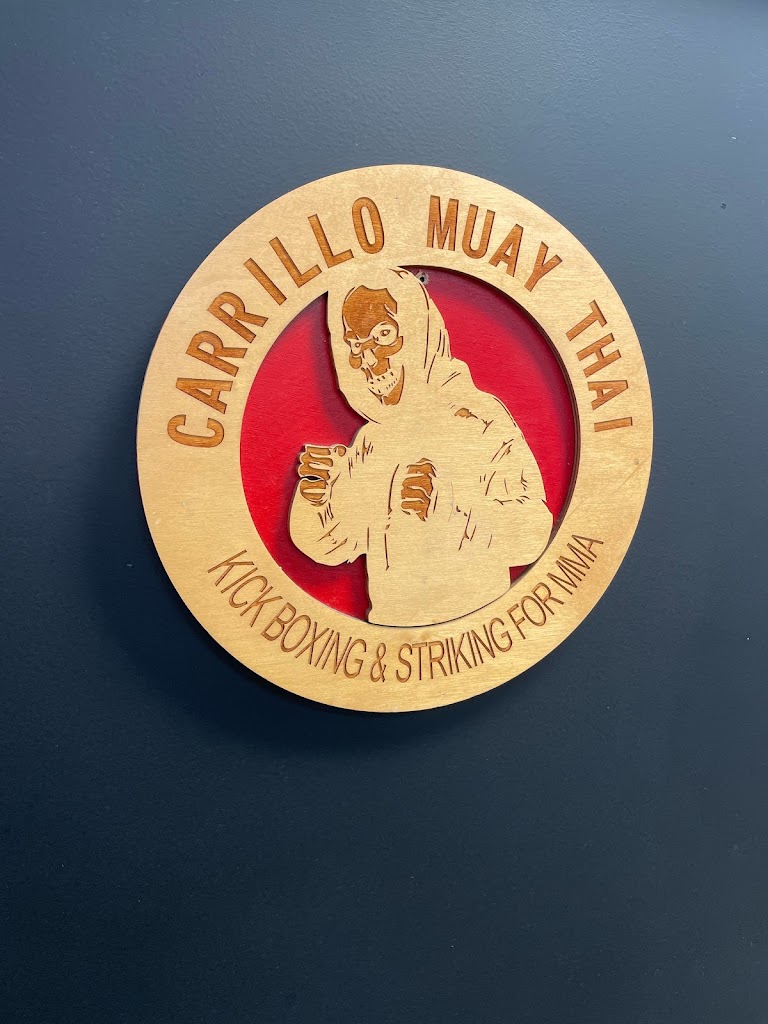 CARRILLO MUAY THAI
KICK BOXING & STRIKING FOR MMA